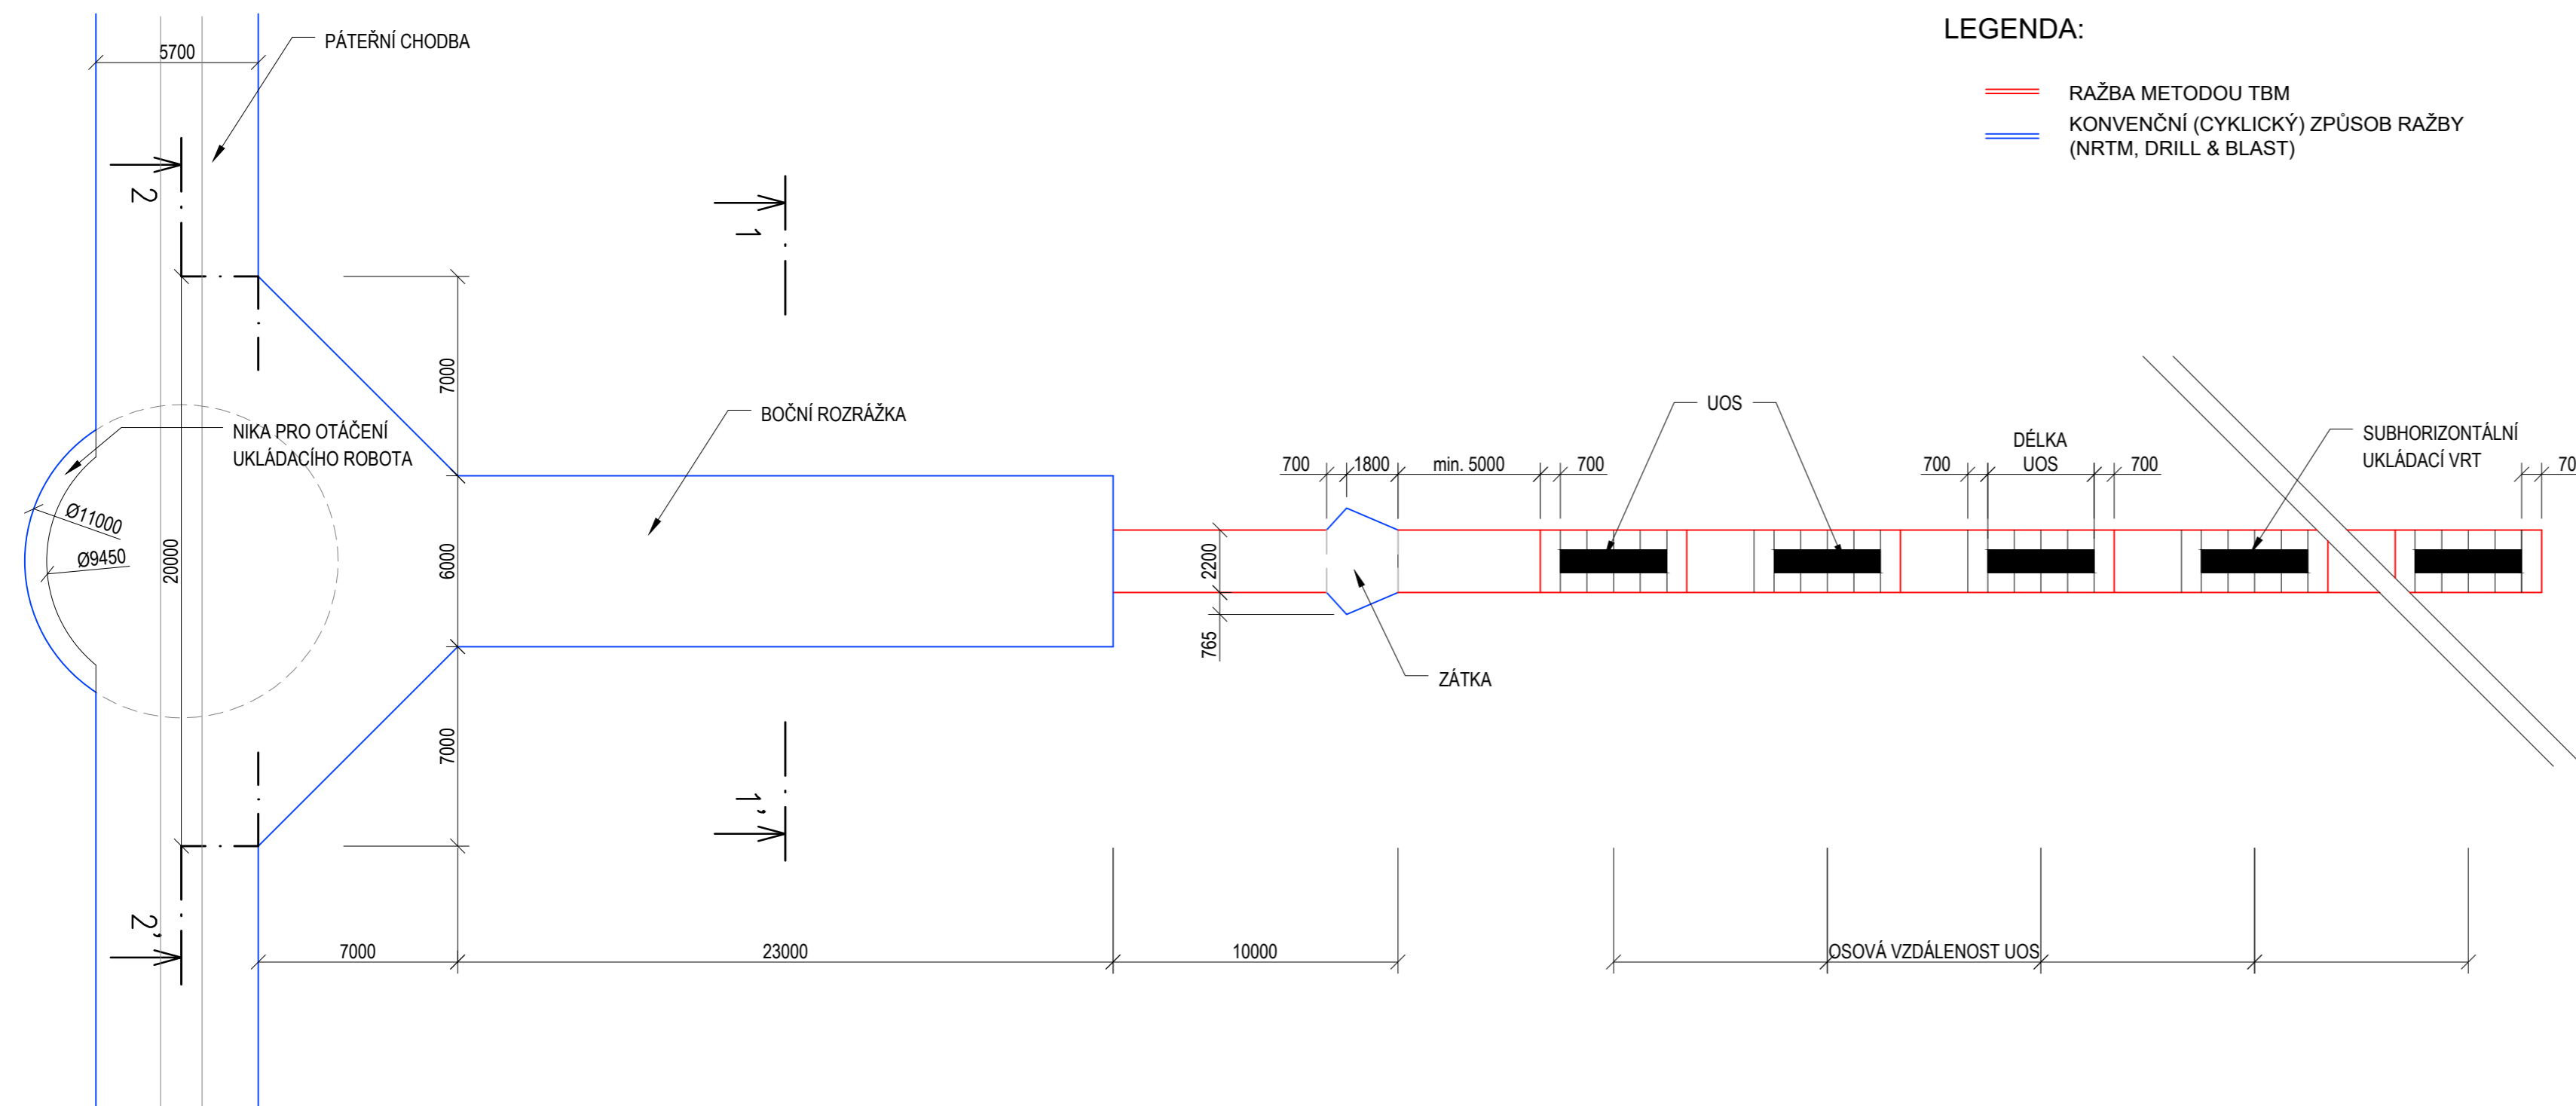 LEGENDA:
RAŽBA METODOU TBM
KONVENČNÍ (CYKLICKÝ) ZPŮSOB RAŽBY
(NRTM, DRILL & BLAST)
5700
PÁTEŘNÍ CHODBA
2
1
7000
NIKA PRO OTÁČENÍ
UKLÁDACÍHO ROBOTA
BOČNÍ ROZRÁŽKA
UOS
DÉLKA
UOS
SUBHORIZONTÁLNÍ
UKLÁDACÍ VRT
700
1800
min. 5000
700
700
700
70
Ø11000
Ø9450
20000
6000
2200
765
ZÁTKA
7000
1'
2'
7000
23000
10000
OSOVÁ VZDÁLENOST UOS